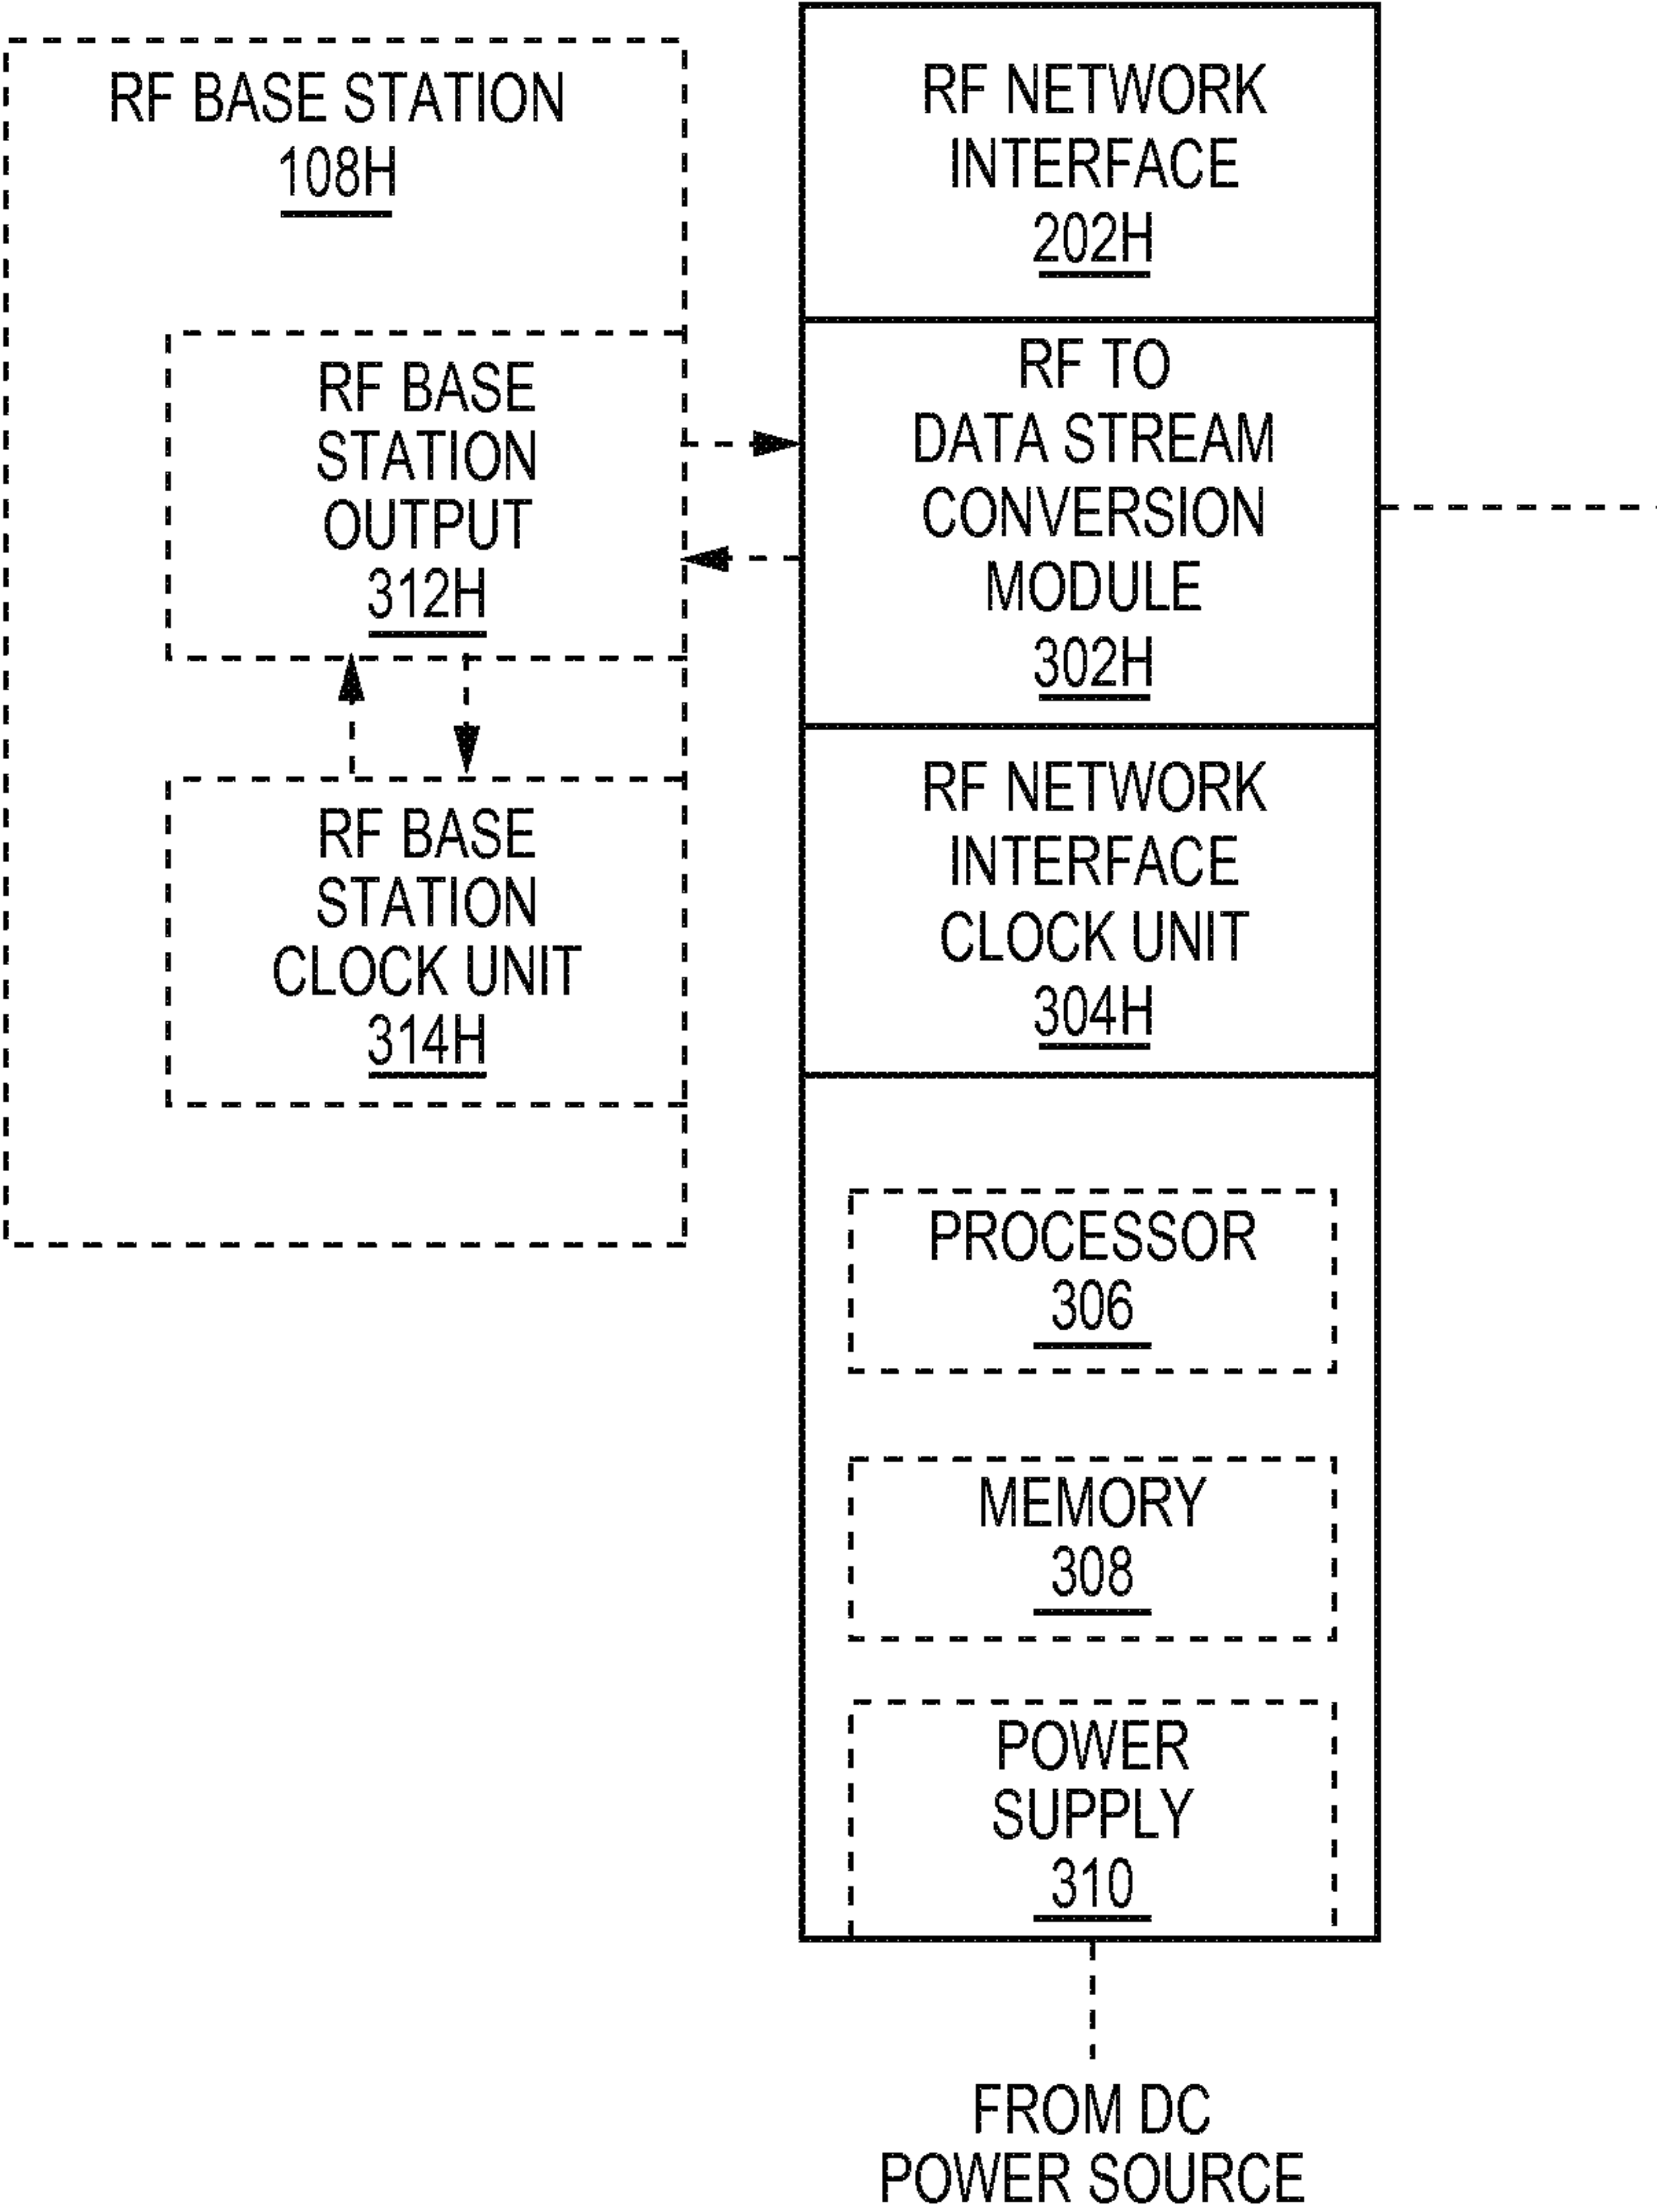 RF BASE STATION
108H
RF BASE
STATION
OUTPUT
312H
RF BASE
STATION
CLOCK UNIT
314H
RF NETWORK
INTERFACE
202H
RF TO
DATA STREAM
CONVERSION
MODULE
302H
RF NETWORK
INTERFACE
CLOCK UNIT
304H
PROCESSOR
306
MEMORY
308
POWER
SUPPLY
310
FROM DC
POWER SOURCE